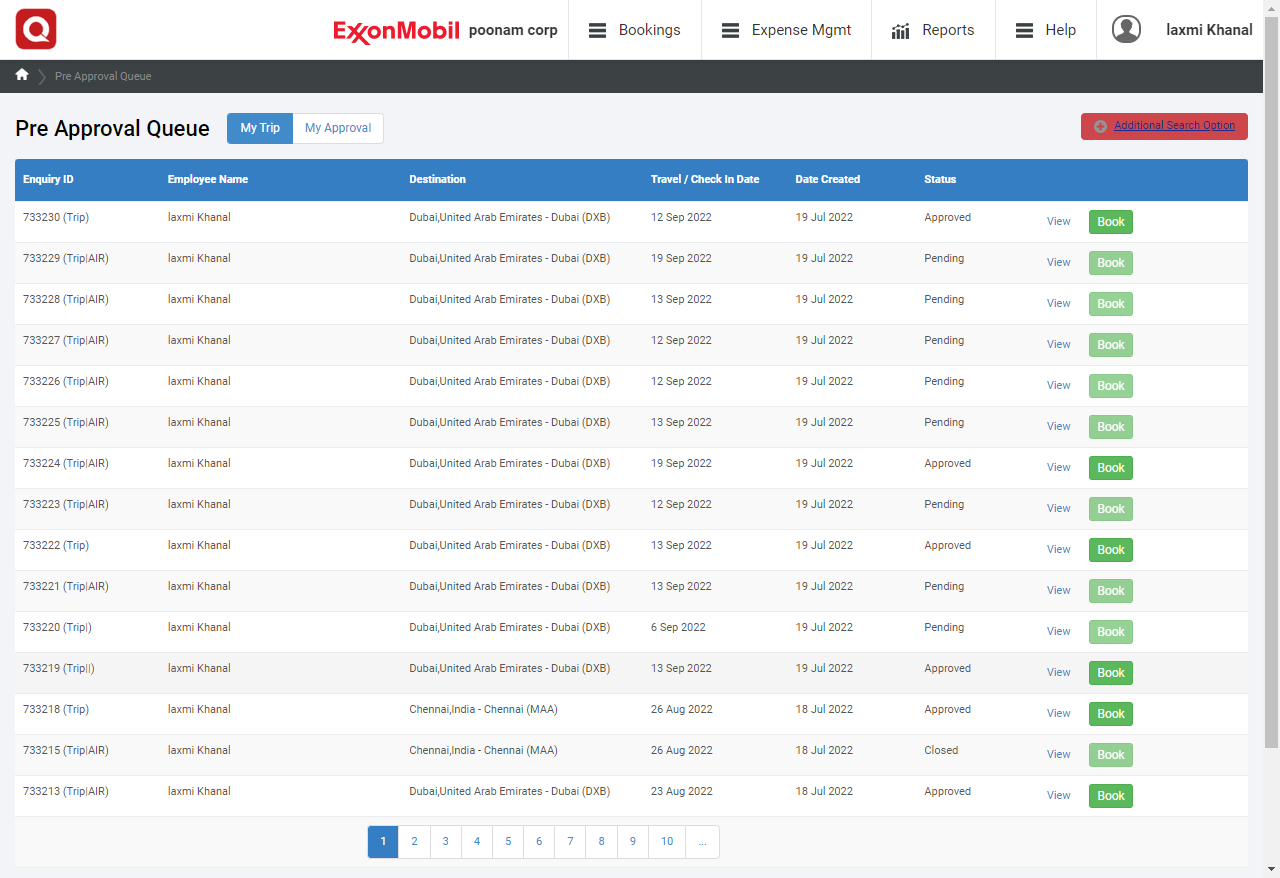 Q ExxonMobil poonam corp Bookings Expense Mgmt Reports Help laxmi Khanal
Pre Approval Queue
Pre Approval Queue My Trip My Approval Additional Search Option
Enquiry ID Employee Name Destination Travel / Check In Date Date Created Status
733230 (Trip) laxmi Khanal Dubai,United Arab Emirates - Dubai (DXB) 12 Sep 2022 19 Jul 2022 Approved View Book
733229 (Trip|AIR) laxmi Khanal Dubai,United Arab Emirates - Dubai (DXB) 19 Sep 2022 19 Jul 2022 Pending View Book
733228 (Trip|AIR) laxmi Khanal Dubai,United Arab Emirates - Dubai (DXB) 13 Sep 2022 19 Jul 2022 Pending View Book
733227 (Trip|AIR) laxmi Khanal Dubai,United Arab Emirates - Dubai (DXB) 12 Sep 2022 19 Jul 2022 Pending View Book
733226 (Trip|AIR) laxmi Khanal Dubai,United Arab Emirates - Dubai (DXB) 12 Sep 2022 19 Jul 2022 Pending View Book
733225 (Trip|AIR) laxmi Khanal Dubai,United Arab Emirates - Dubai (DXB) 13 Sep 2022 19 Jul 2022 Pending View Book
733224 (Trip|AIR) laxmi Khanal Dubai,United Arab Emirates - Dubai (DXB) 19 Sep 2022 19 Jul 2022 Approved View Book
733223 (Trip|AIR) laxmi Khanal Dubai,United Arab Emirates - Dubai (DXB) 12 Sep 2022 19 Jul 2022 Pending View Book
733222 (Trip) laxmi Khanal Dubai,United Arab Emirates - Dubai (DXB) 13 Sep 2022 19 Jul 2022 Approved View Book
733221 (Trip|AIR) laxmi Khanal Dubai,United Arab Emirates - Dubai (DXB) 13 Sep 2022 19 Jul 2022 Pending View Book
733220 (Trip|) laxmi Khanal Dubai,United Arab Emirates - Dubai (DXB) 6 Sep 2022 19 Jul 2022 Pending View Book
733219 (Trip||) laxmi Khanal Dubai,United Arab Emirates - Dubai (DXB) 13 Sep 2022 19 Jul 2022 Approved View Book
733218 (Trip) laxmi Khanal Chennai,India - Chennai (MAA) 26 Aug 2022 18 Jul 2022 Approved View Book
733215 (Trip|AIR) laxmi Khanal Chennai,India - Chennai (MAA) 26 Aug 2022 18 Jul 2022 Closed View Book
733213 (Trip|AIR) laxmi Khanal Dubai,United Arab Emirates - Dubai (DXB) 23 Aug 2022 18 Jul 2022 Approved View Book
1 2 3 4 5 6 7 8 9 10 ...